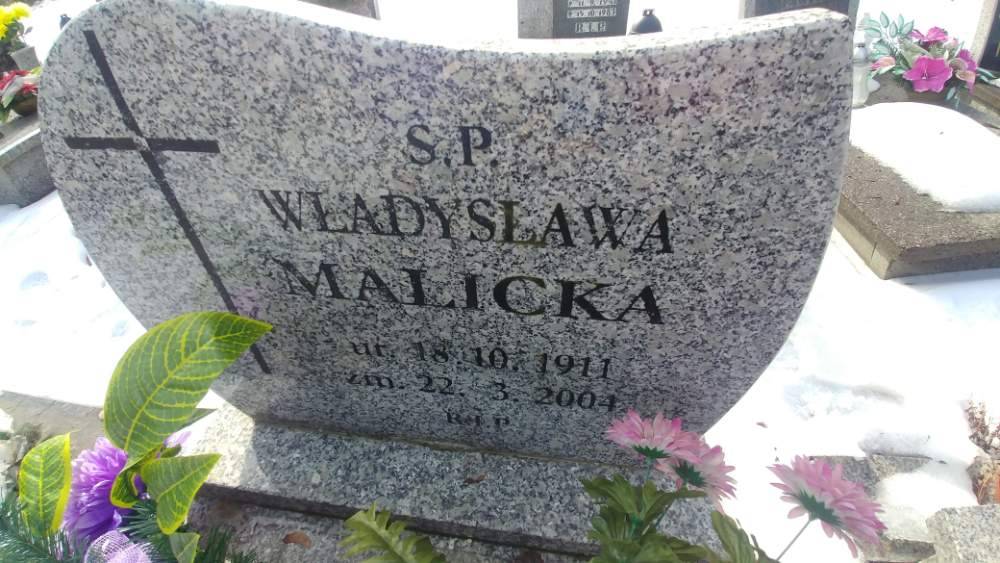 S.P.
WŁADYSŁAWA
MALICKA
ur. 18. 10. 1911
zm. 22. 3. 2004
R.I.P
R.I.P.